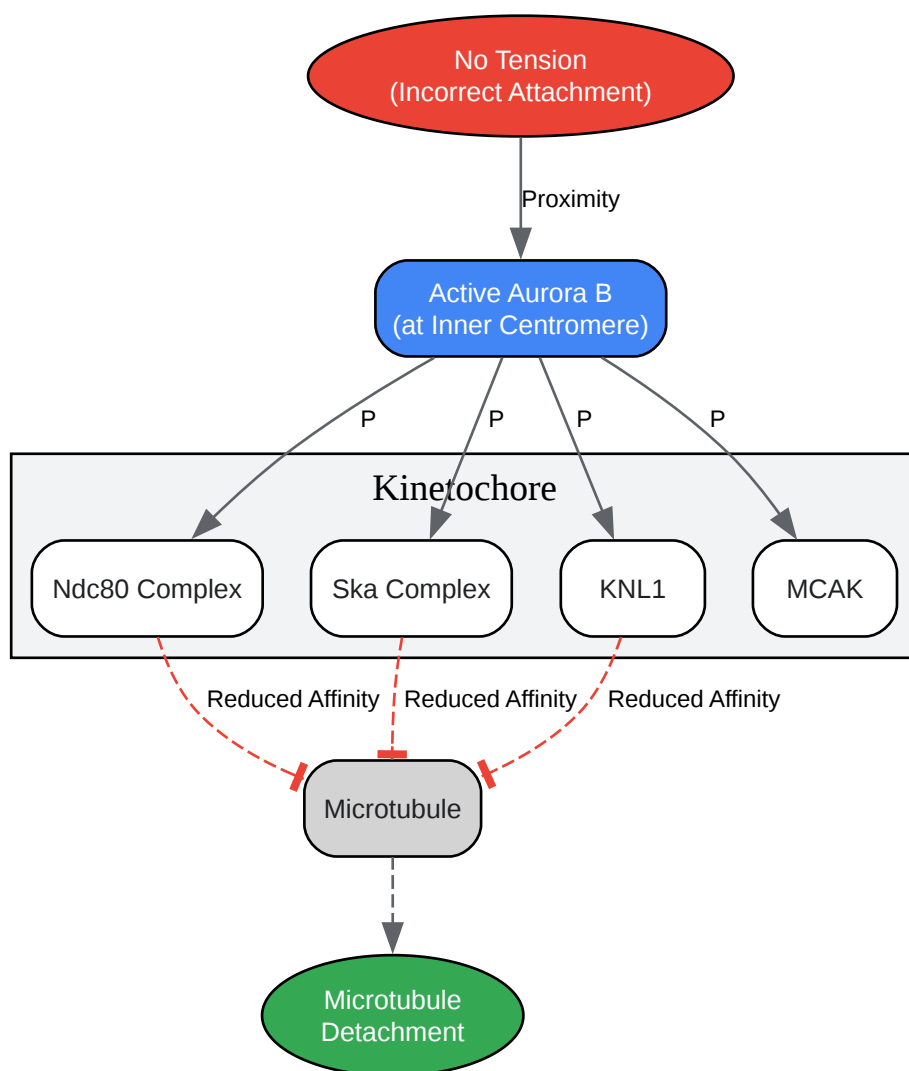 No Tension
(Incorrect Attachment)
Proximity
Active Aurora B
(at Inner Centromere)
P
P
P
P
Kinetochore
Ndc80 Complex
Ska Complex
KNL1
MCAK
Reduced Affinity
Reduced Affinity
Reduced Affinity
Microtubule
Microtubule
Detachment